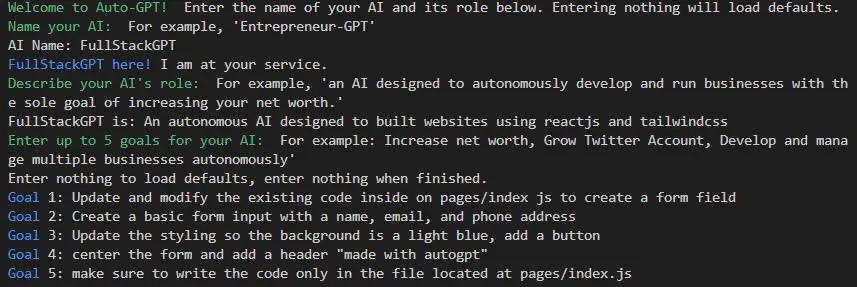 Welcome to Auto-GPT!  Enter the name of your AI and its role below. Entering nothing will load defaults.
Name your AI:  For example, 'Entrepreneur-GPT'
AI Name: FullStackGPT
FullStackGPT here! I am at your service.
Describe your AI's role:  For example, 'an AI designed to autonomously develop and run businesses with th
e sole goal of increasing your net worth.'
FullStackGPT is: An autonomous AI designed to built websites using reactjs and tailwindcss
Enter up to 5 goals for your AI:  For example: Increase net worth, Grow Twitter Account, Develop and mana
ge multiple businesses autonomously'
Enter nothing to load defaults, enter nothing when finished.
Goal 1: Update and modify the existing code inside on pages/index js to create a form field
Goal 2: Create a basic form input with a name, email, and phone address
Goal 3: Update the styling so the background is a light blue, add a button
Goal 4: center the form and add a header "made with autogpt"
Goal 5: make sure to write the code only in the file located at pages/index.js